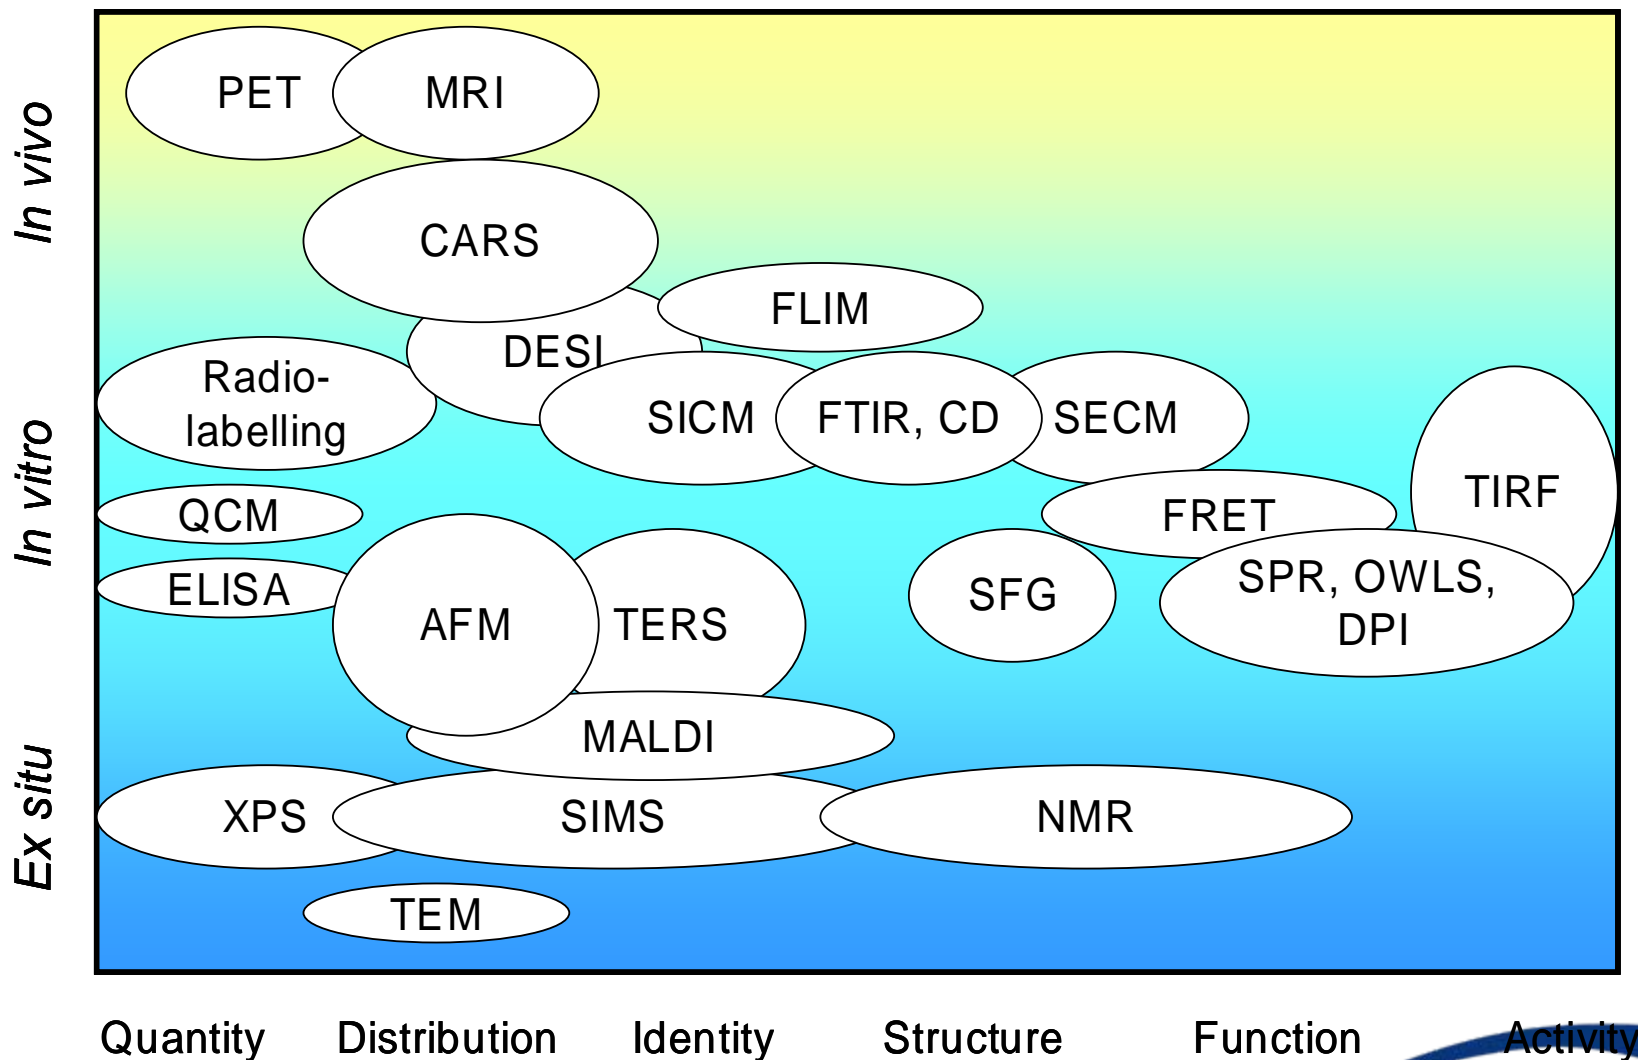 In vivo
In vitro
Ex situ
PET
MRI
CARS
FLIM
DESI
Radio-
labelling
SICM
FTIR, CD
SECM
TIRF
QCM
FRET
ELISA
AFM
TERS
SFG
SPR, OWLS,
DPI
MALDI
XPS
SIMS
NMR
TEM
Quantity
Distribution
Identity
Structure
Function
Activity